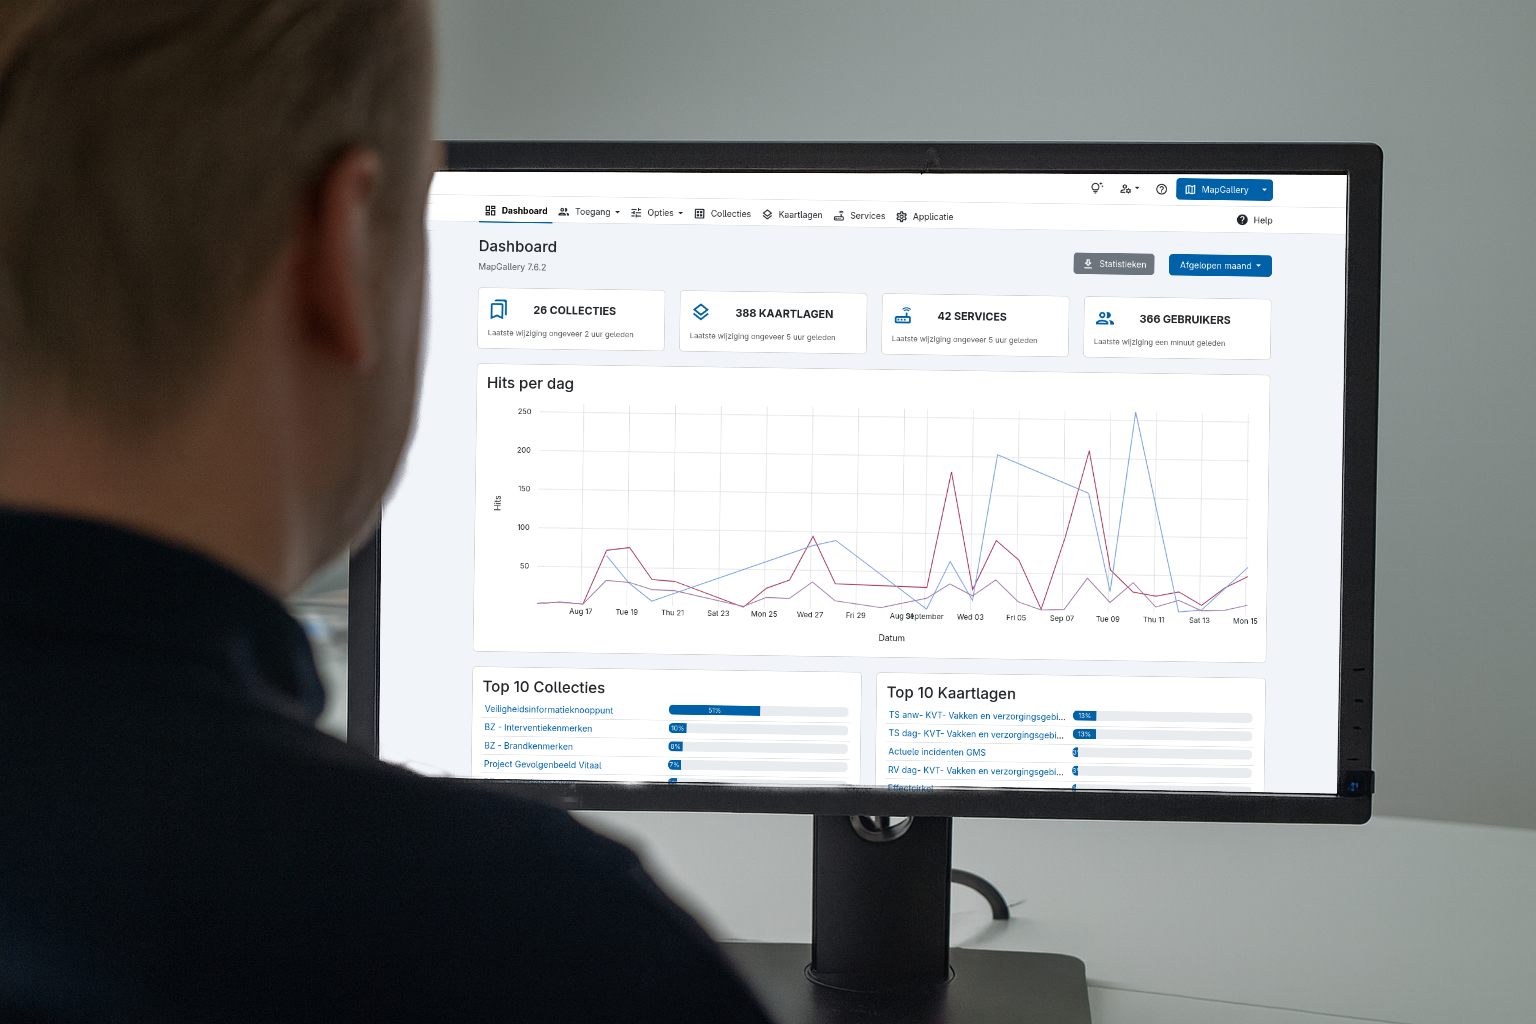 MapGallery
Dashboard Toegang Opties Collecties Kaartlagen Services Applicatie Help
Dashboard
MapGallery 7.6.2
Statistieken Afgelopen maand
26 COLLECTIES
Laatste wijziging ongeveer 2 uur geleden
388 KAARTLAGEN
Laatste wijziging ongeveer 5 uur geleden
42 SERVICES
Laatste wijziging ongeveer 5 uur geleden
366 GEBRUIKERS
Laatste wijziging een minuut geleden
Hits per dag
250
200
150
100
50
Hits
Aug 17 Tue 19 Thu 21 Sat 23 Mon 25 Wed 27 Fri 29 Aug 31 September Wed 03 Fri 05 Sep 07 Tue 09 Thu 11 Sat 13 Mon 15
Datum
Top 10 Collecties
Veiligheidsinformatieknooppunt 51%
BZ - Interventiekenmerken 10%
BZ - Brandkenmerken 8%
Project Gevolgenbeeld Vitaal 7%
Top 10 Kaartlagen
TS anw- KVT- Vakken en verzorgingsgebi... 13%
TS dag- KVT- Vakken en verzorgingsgebi... 13%
Actuele incidenten GMS
RV dag- KVT- Vakken en verzorgingsgebi...
Effectcirkel